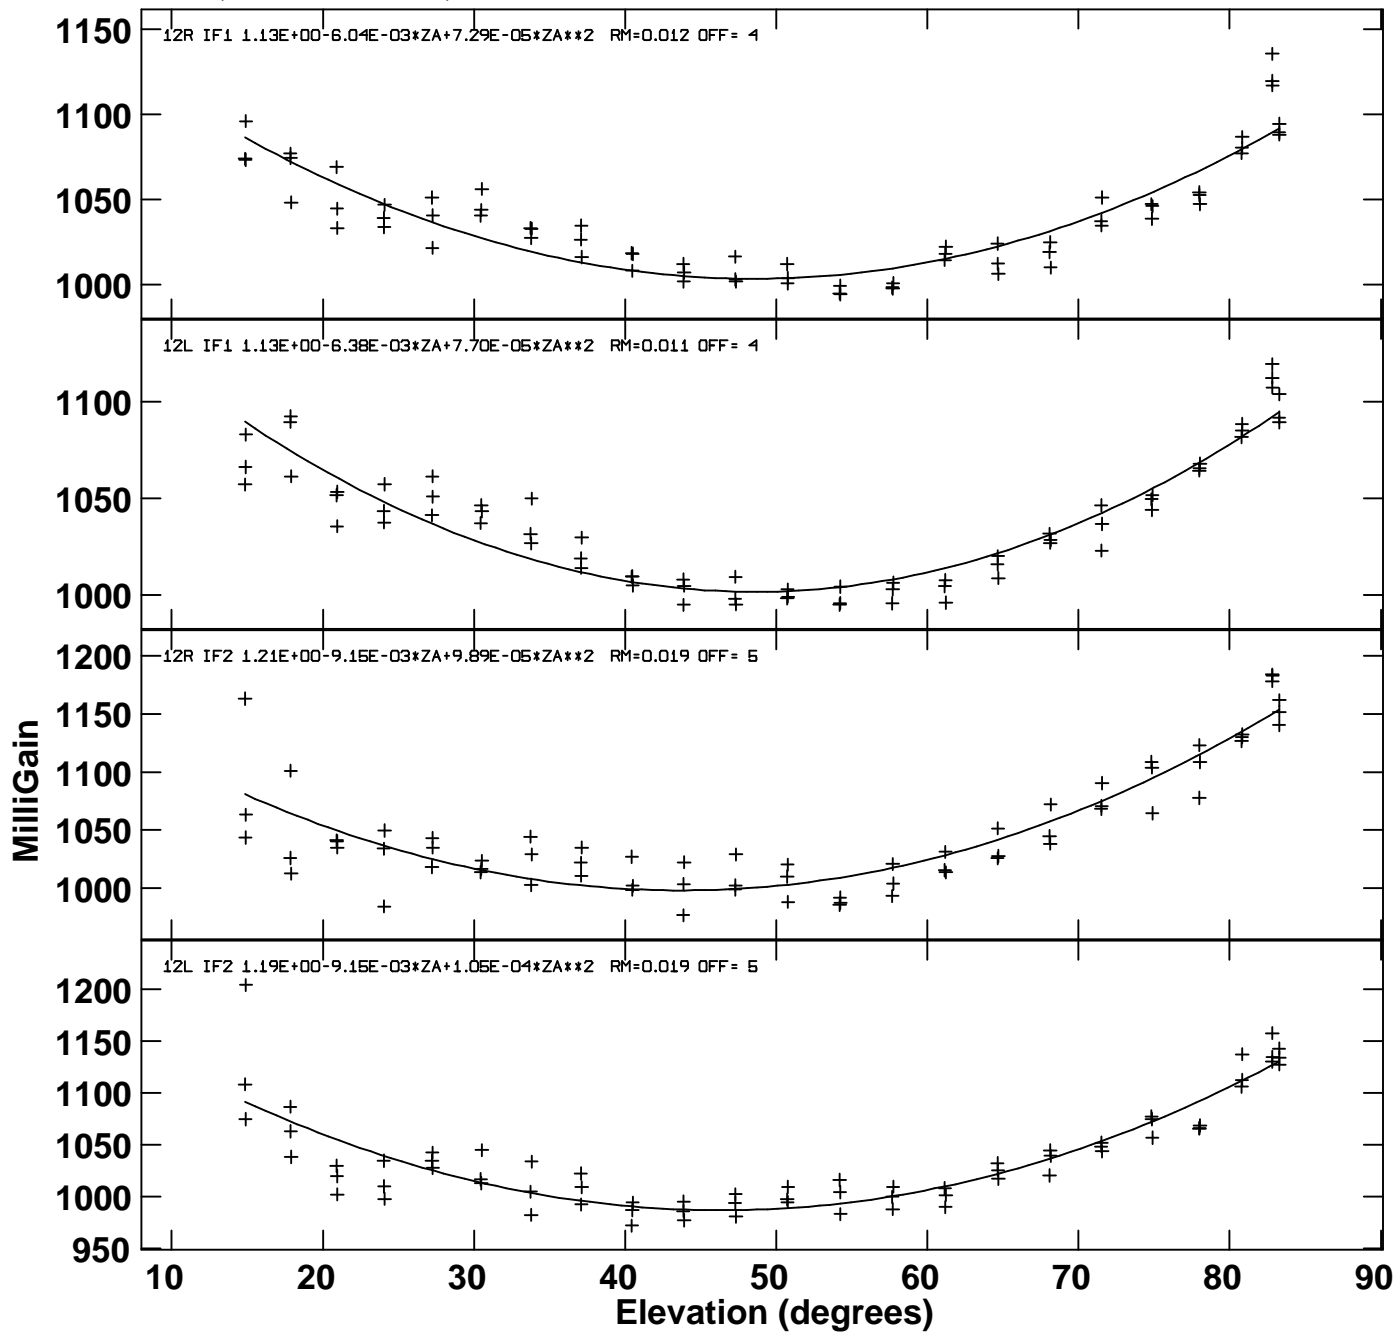 12R IF1 1.13E+00-6.04E-03*ZA+7.29E-05*ZA**2 RM=0.012 OFF= 4
1150
1100
1050
1000
12L IF1 1.13E+00-6.38E-03*ZA+7.70E-05*ZA**2 RM=0.011 OFF= 4
1100
1050
1000
12R IF2 1.21E+00-9.15E-03*ZA+9.89E-05*ZA**2 RM=0.019 OFF= 5
1200
1150
1100
1050
1000
12L IF2 1.19E+00-9.15E-03*ZA+1.05E-04*ZA**2 RM=0.019 OFF= 5
1200
1150
1100
1050
1000
950
MilliGain
10 20 30 40 50 60 70 80 90
Elevation (degrees)